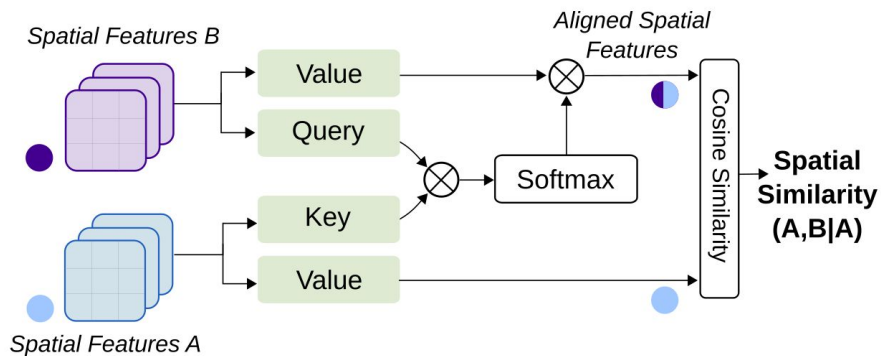 Spatial Features B
Value
Query
Key
Value
Spatial Features A
Softmax
Aligned Spatial
Features
Cosine Similarity
Spatial
Similarity
(A,B|A)